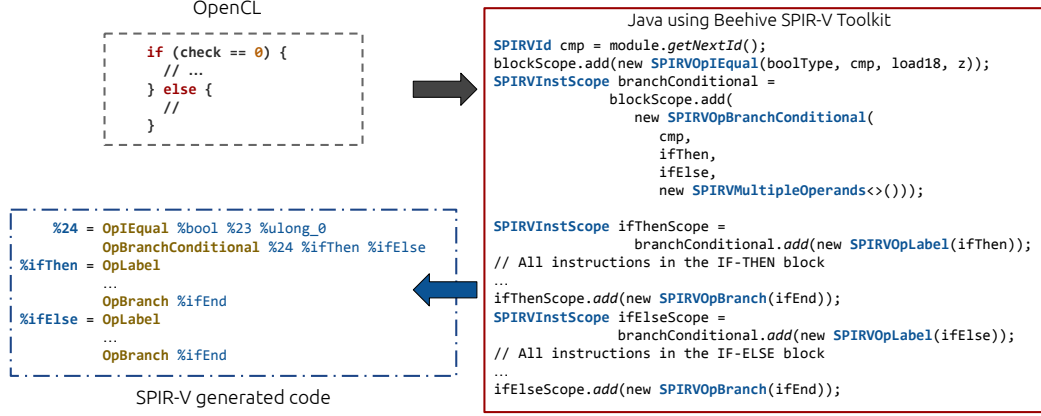 OpenCL
if (check == 0) {
// ...
} else {
//
}
Java using Beehive SPIR-V Toolkit
SPIRVId cmp = module.getNextId();
blockScope.add(new SPIRVOpIEqual(boolType, cmp, load18, z));
SPIRVInstScope branchConditional =
blockScope.add(
new SPIRVOpBranchConditional(
cmp,
ifThen,
ifElse,
new SPIRVMultipleOperands<>()));
SPIRVInstScope ifThenScope =
branchConditional.add(new SPIRVOpLabel(ifThen));
// All instructions in the IF-THEN block
...
ifThenScope.add(new SPIRVOpBranch(ifEnd));
SPIRVInstScope ifElseScope =
branchConditional.add(new SPIRVOpLabel(ifElse));
// All instructions in the IF-ELSE block
...
ifElseScope.add(new SPIRVOpBranch(ifEnd));
%24 = OpIEqual %bool %23 %ulong_0
OpBranchConditional %24 %ifThen %ifElse
%ifThen = OpLabel
...
OpBranch %ifEnd
%ifElse = OpLabel
...
OpBranch %ifEnd
SPIR-V generated code